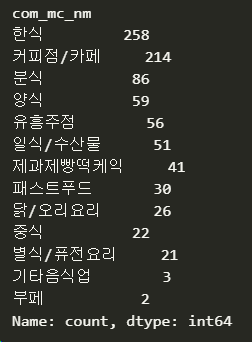 com_mc_nm
한식 258
커피점/카페 214
분식 86
양식 59
유흥주점 56
일식/수산물 51
제과제빵떡케익 41
패스트푸드 30
닭/오리요리 26
중식 22
별식/퓨전요리 21
기타음식업 3
부페 2
Name: count, dtype: int64